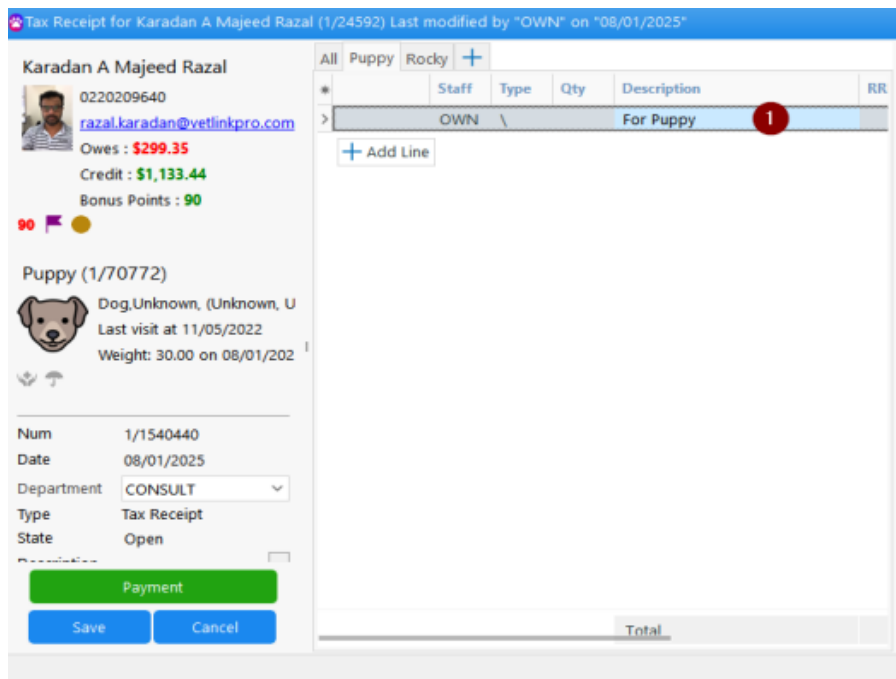 Tax Receipt for Karadan A Majeed Razal (1/24592) Last modified by "OWN" on "08/01/2025"
Karadan A Majeed Razal
0220209640
razal.karadan@vetlinkpro.com
Owes : $299.35
Credit : $1,133.44
Bonus Points : 90
90
Puppy (1/70772)
Dog,Unknown, (Unknown, U
Last visit at 11/05/2022
Weight: 30.00 on 08/01/202
Num 1/1540440
Date 08/01/2025
Department CONSULT
Type Tax Receipt
State Open
Payment
Save Cancel
All Puppy Rocky +
Staff Type Qty Description RR
OWN \ For Puppy 1
+ Add Line
Total